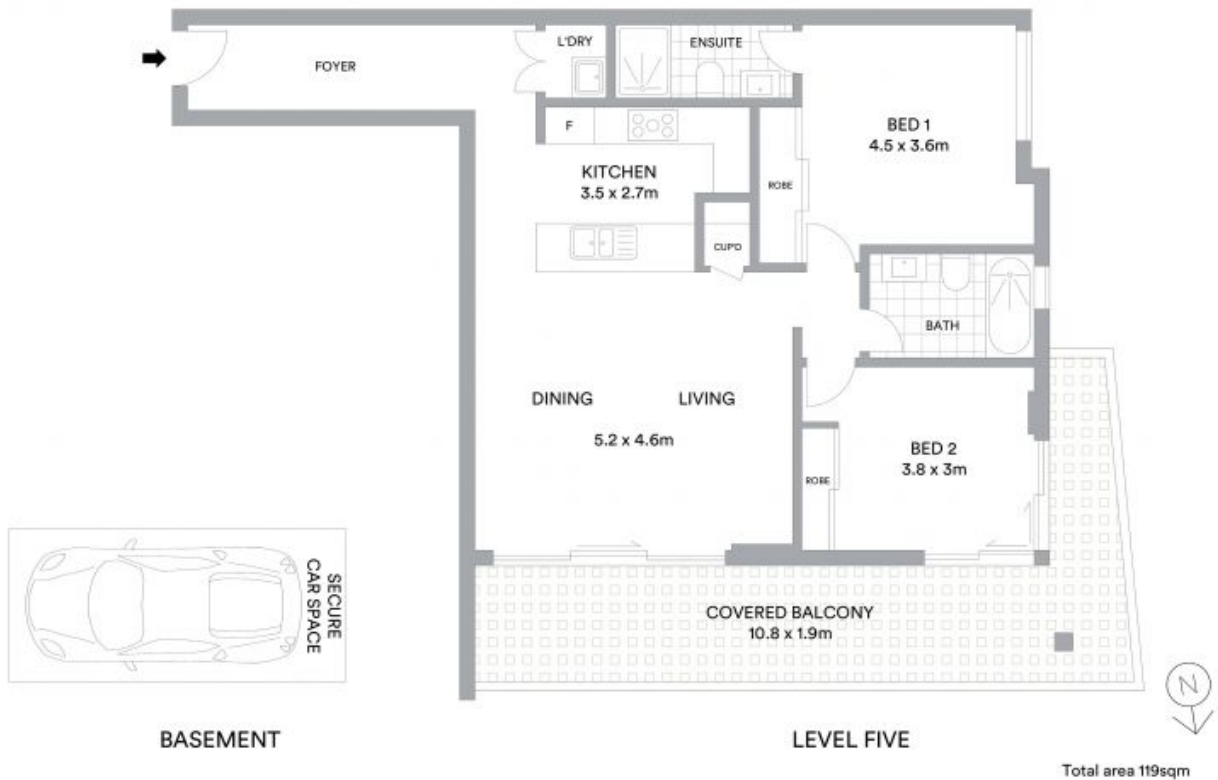 L'DRY
ENSUITE
FOYER
F
BED 1
4.5 x 3.6m
KITCHEN
3.5 x 2.7m
ROBE
CUP'D
BATH
DINING
LIVING
5.2 x 4.6m
BED 2
3.8 x 3m
ROBE
SECURE
CAR SPACE
COVERED BALCONY
10.8 x 1.9m
N
BASEMENT
LEVEL FIVE
Total area 119sqm